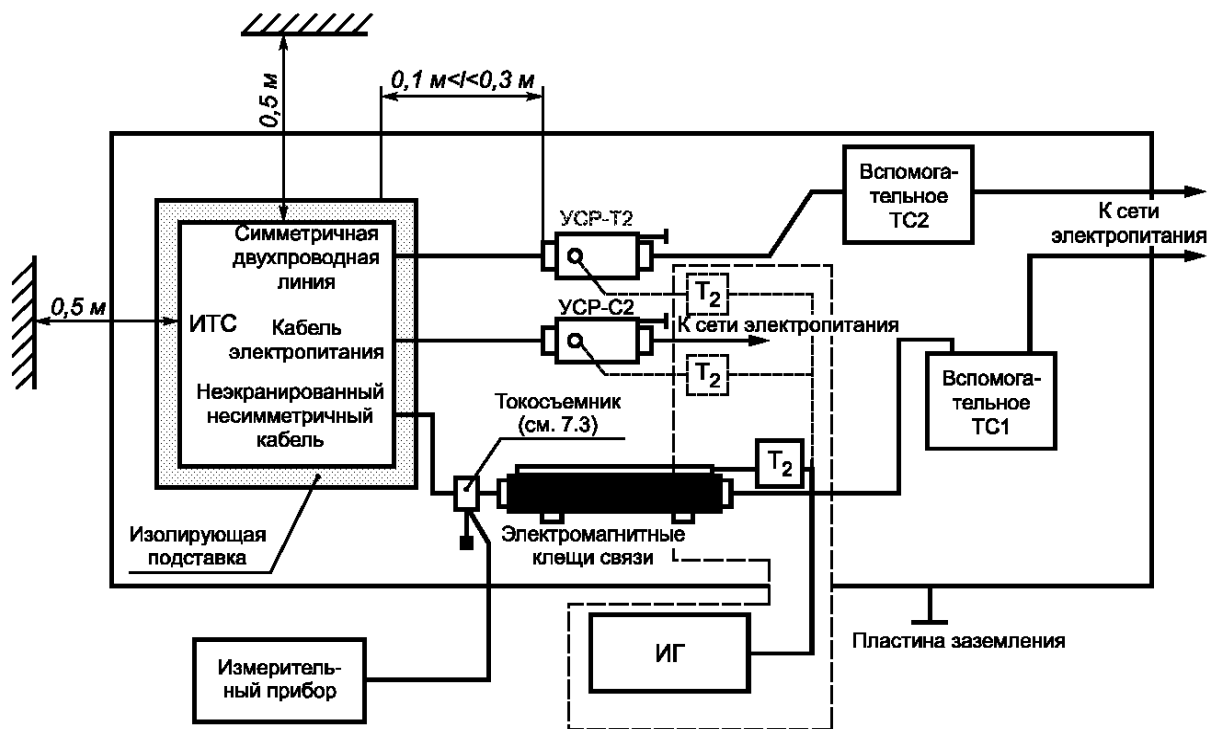 0,5 м
0,1 м<l<0,3 м
Вспомога-
тельное
ТС2
К сети
электропитания
УСР-Т2
Симметричная
двухпроводная
линия
0,5 м
ИТС
T2
УСР-С2
К сети электропитания
Кабель
электропитания
T2
Вспомога-
тельное
ТС1
Неэкранированный
несимметричный
кабель
Токосъемник
(см. 7.3)
T2
Изолирующая
подставка
Электромагнитные
клещи связи
Пластина заземления
ИГ
Измеритель-
ный прибор